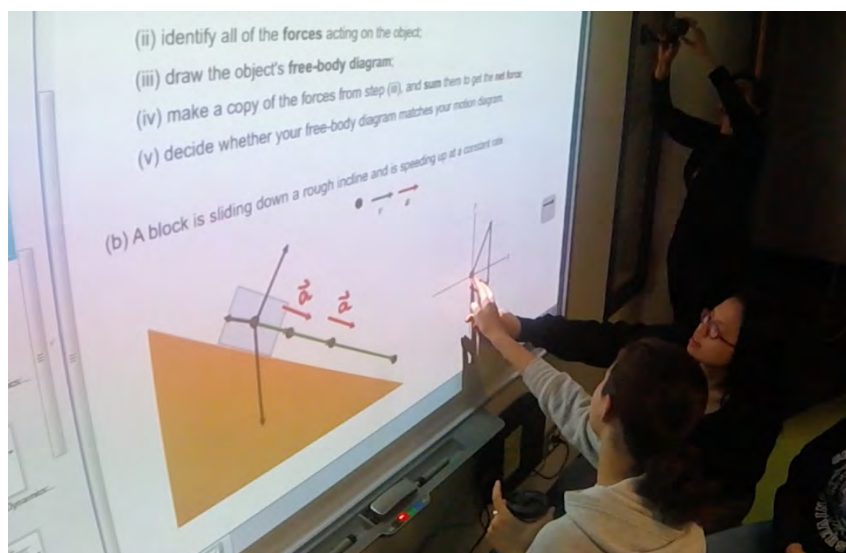 (ii) identify all of the forces acting on the object;
(iii) draw the object's free-body diagram;
(iv) make a copy of the forces from step (iii), and sum them to get the net force;
(v) decide whether your free-body diagram matches your motion diagram.
(b) A block is sliding down a rough incline and is speeding up at a constant rate
a
a